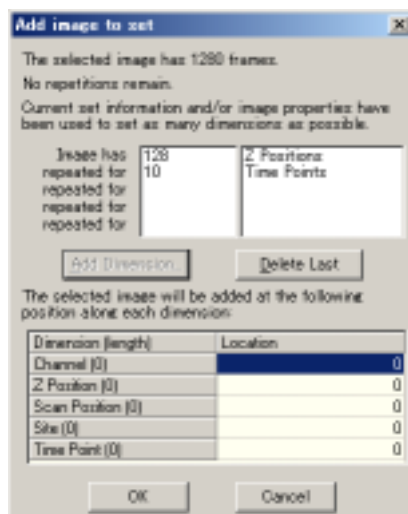 Add image to set
The selected image has 1280 frames.
No repetitions remain.
Current set information and/or image properties have
been used to set as many dimensions as possible.
Image has 128 Z Positions
repeated for 10 Time Points
repeated for
repeated for
repeated for
Add Dimension... Delete Last
The selected image will be added at the following
position along each dimension:
Dimension (length) Location
Channel (0) 0
Z Position (0) 0
Scan Position (0) 0
Site (0) 0
Time Point (0) 0
OK Cancel